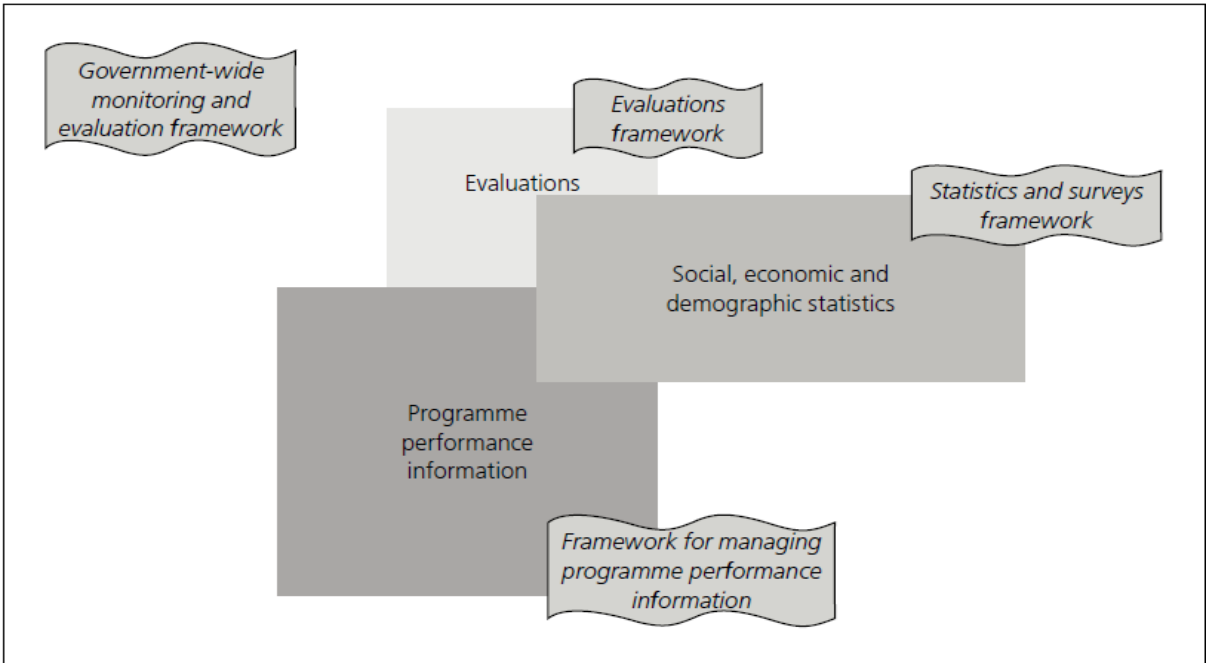 Government-wide
monitoring and
evaluation framework
Evaluations
framework
Evaluations
Statistics and surveys
framework
Social, economic and
demographic statistics
Programme
performance
information
Framework for managing
programme performance
information